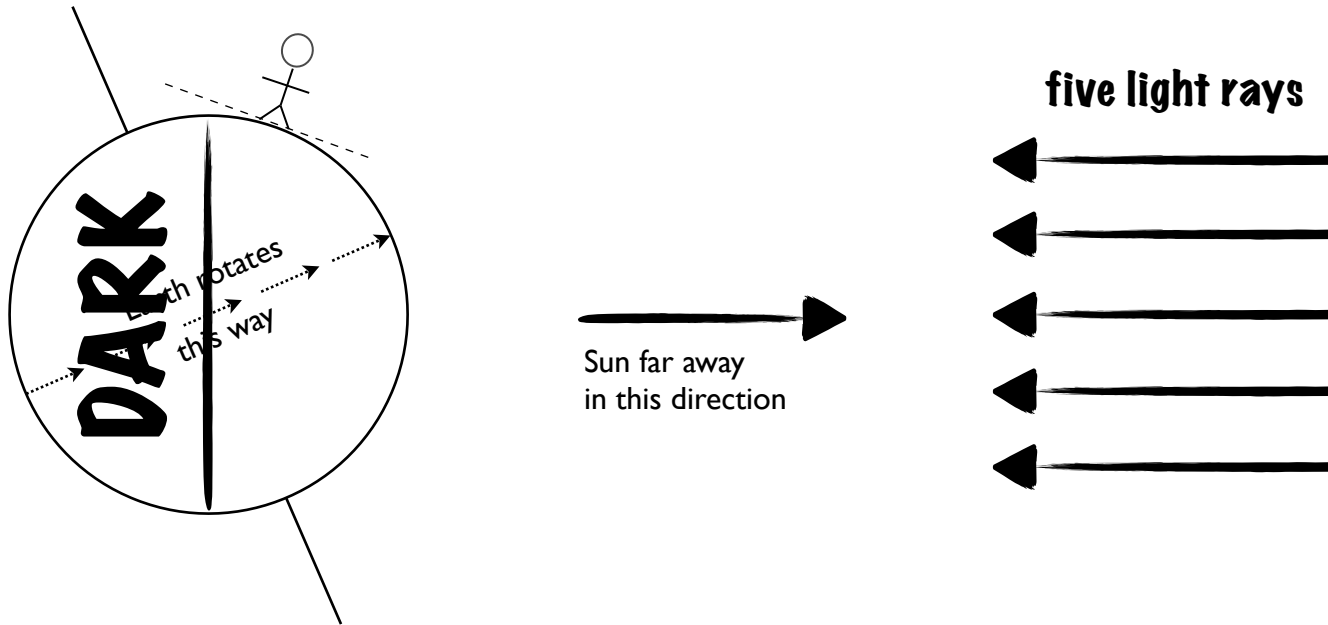 five light rays
DARK
Earth rotates
this way
Sun far away
in this direction